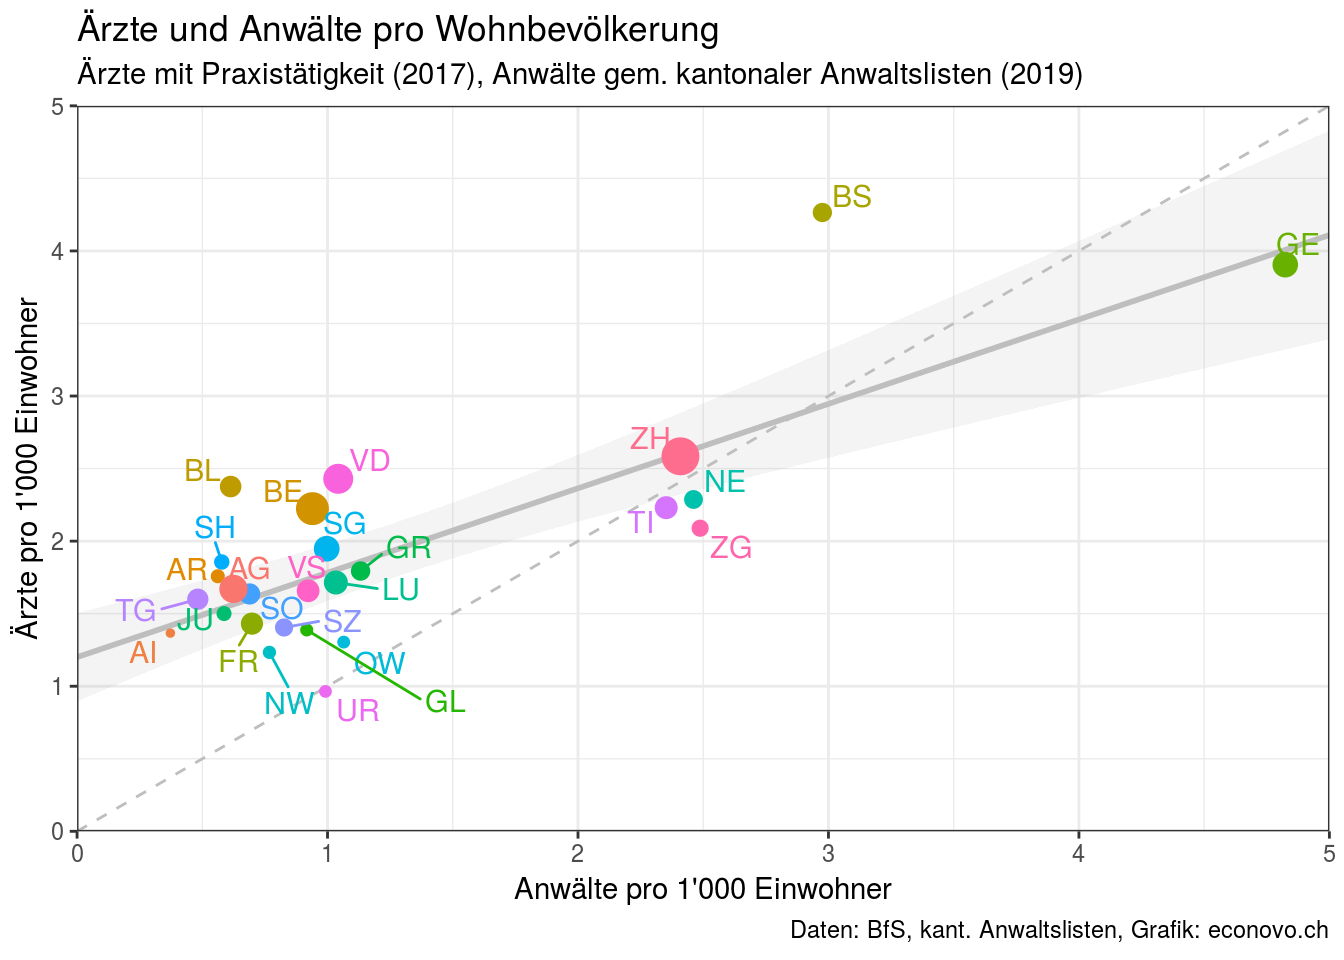 Ärzte und Anwälte pro Wohnbevölkerung
Ärzte mit Praxistätigkeit (2017), Anwälte gem. kantonaler Anwaltslisten (2019)
5
4
3
2
1
0
Ärzte pro 1'000 Einwohner
BS
GE
ZH
NE
TI
ZG
VD
BL
BE
SH
SG
GR
AR
AG
VS
LU
TG
JU
SO
SZ
AI
FR
OW
NW
UR
GL
0 1 2 3 4 5
Anwälte pro 1'000 Einwohner
Daten: BfS, kant. Anwaltslisten, Grafik: econovo.ch